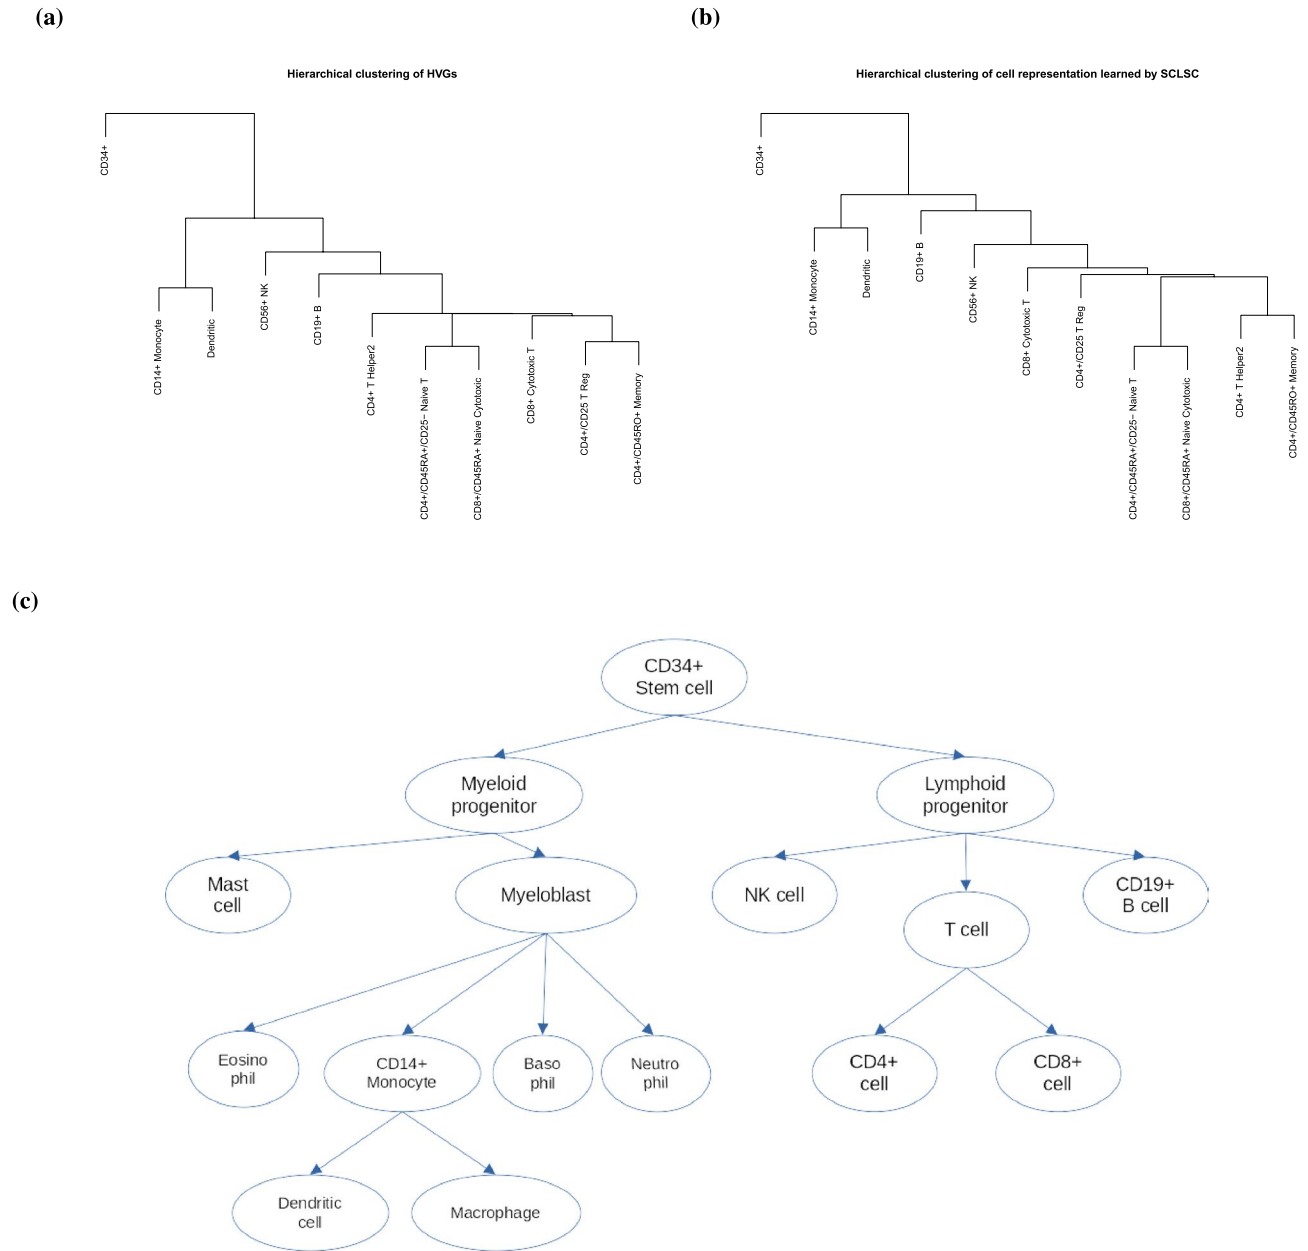 (a)
(b)
Hierarchical clustering of HVGs
Hierarchical clustering of cell representation learned by SCLSC
CD34+
CD14+ Monocyte
Dendritic
CD56+ NK
CD19+ B
CD4+ T Helper2
CD4+/CD45RA+/CD25− Naive T
CD8+/CD45RA+ Naive Cytotoxic
CD8+ Cytotoxic T
CD4+/CD25 T Reg
CD4+/CD45RO+ Memory
CD34+
CD14+ Monocyte
Dendritic
CD19+ B
CD56+ NK
CD8+ Cytotoxic T
CD4+/CD25 T Reg
CD4+/CD45RA+/CD25− Naive T
CD8+/CD45RA+ Naive Cytotoxic
CD4+ T Helper2
CD4+/CD45RO+ Memory
(c)
CD34+
Stem cell
Myeloid
progenitor
Lymphoid
progenitor
Mast
cell
Myeloblast
NK cell
T cell
CD19+
B cell
Eosino
phil
CD14+
Monocyte
Baso
phil
Neutro
phil
CD4+
cell
CD8+
cell
Dendritic
cell
Macrophage